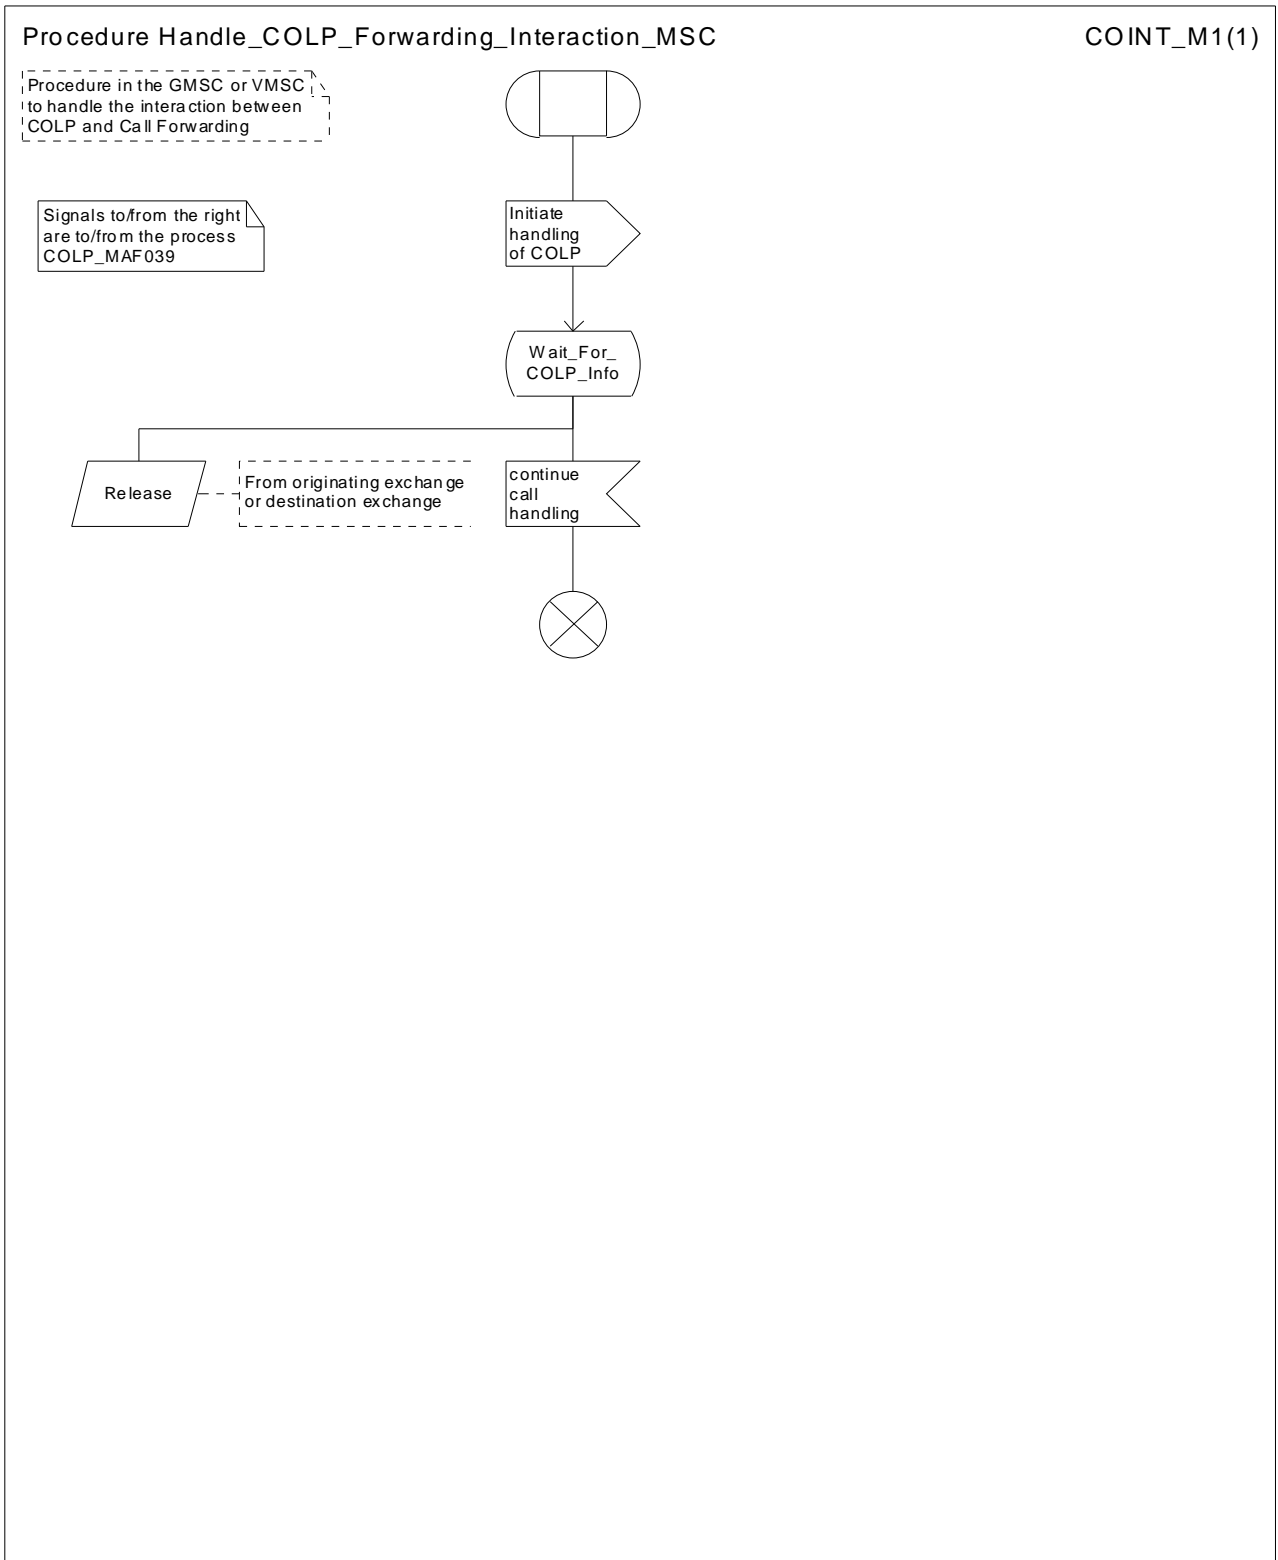 Procedure Handle_COLP_Forwarding_Interaction_MSC
COINT_M1(1)
Procedure in the GMSC or VMSC
to handle the interaction between
COLP and Call Forwarding
Signals to/from the right
are to/from the process
COLP_MAF039
Initiate
handling
of COLP
Wait_For_
COLP_Info
Release
From originating exchange
or destination exchange
continue
call
handling